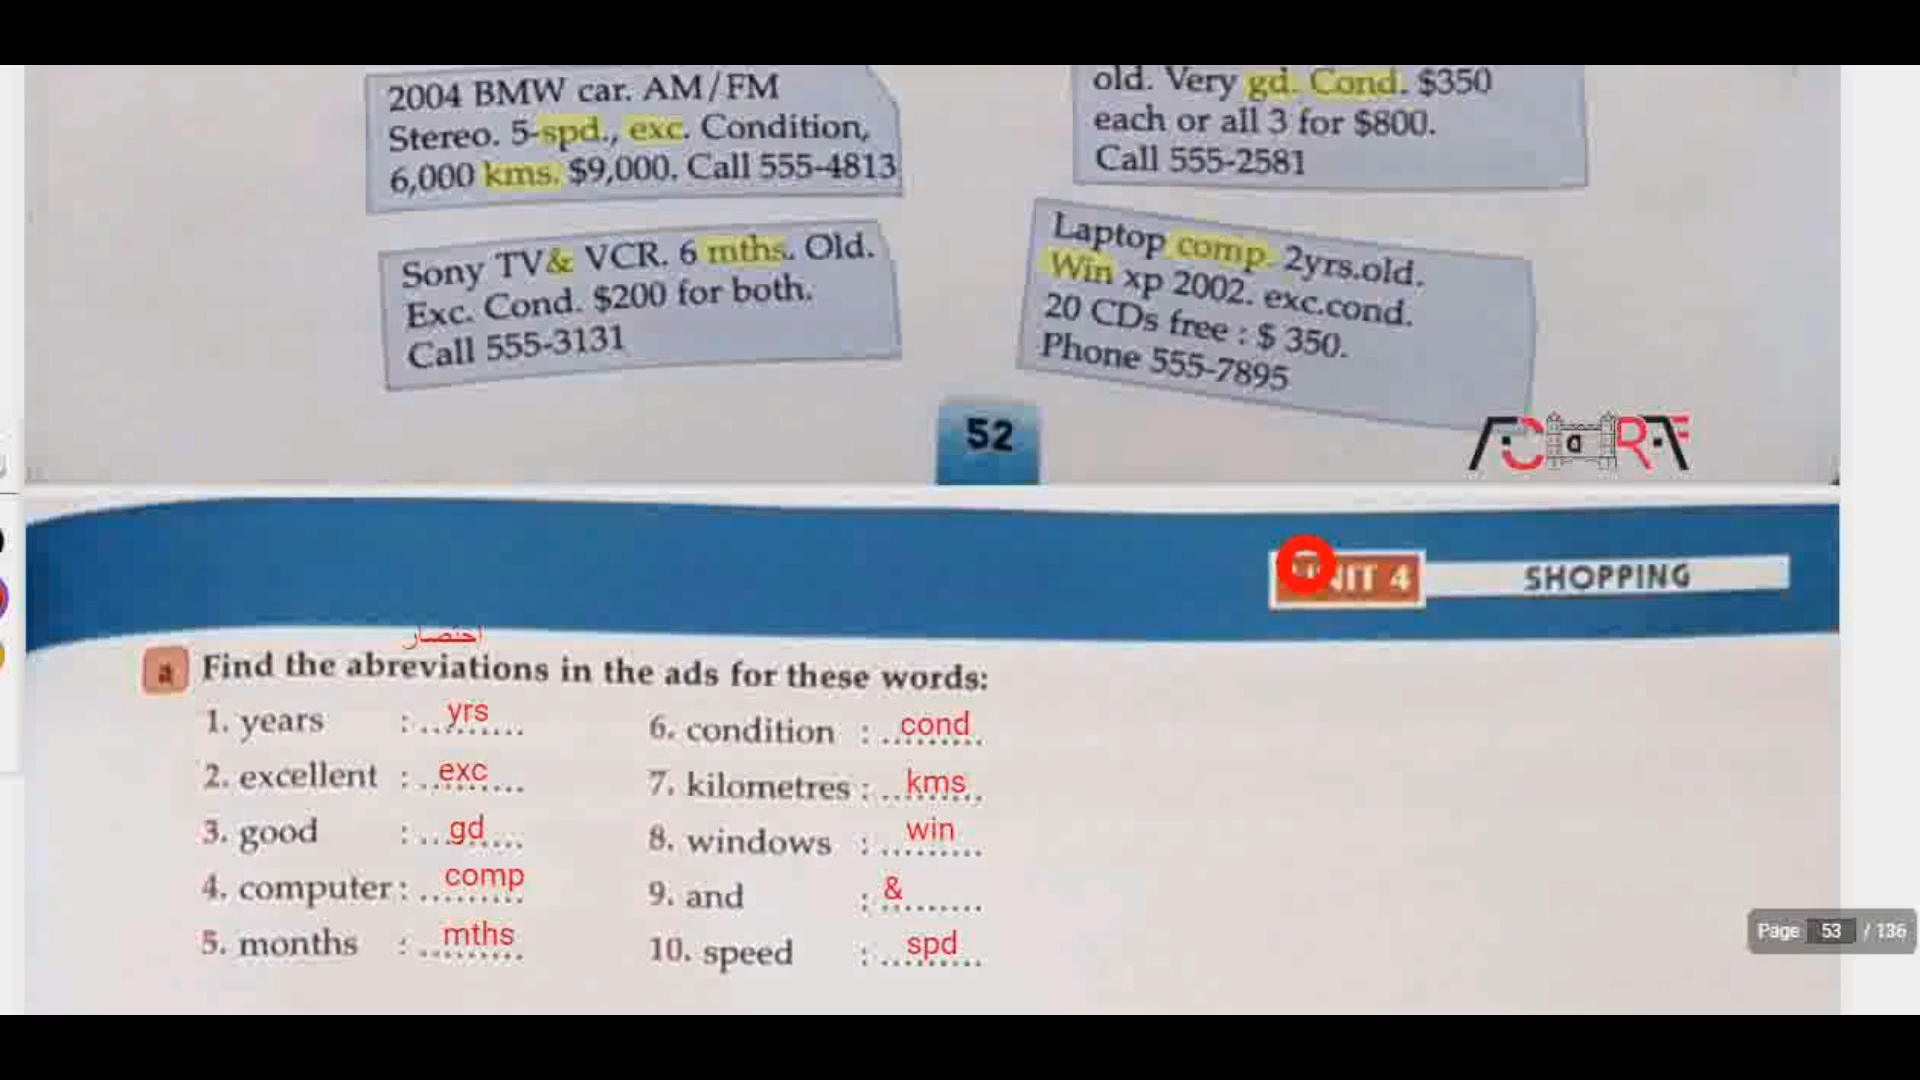 2004 BMW car. AM/FM
Stereo. 5-spd., exc. Condition,
6,000 kms. $9,000. Call 555-4813
old. Very gd. Cond. $350
each or all 3 for $800.
Call 555-2581
Sony TV& VCR. 6 mths. Old.
Exc. Cond. $200 for both.
Call 555-3131
Laptop comp. 2yrs.old.
Win xp 2002. exc.cond.
20 CDs free : $ 350.
Phone 555-7895
52
UNIT 4 SHOPPING
اختصار
a Find the abreviations in the ads for these words:
1. years : ..yrs.......
2. excellent : ..exc.......
3. good : ...gd......
4. computer : ..comp.......
5. months : ..mths.......
6. condition : ..cond.......
7. kilometres : ..kms.......
8. windows : ..win.......
9. and : &.........
10. speed : ..spd.......
Page 53 / 136